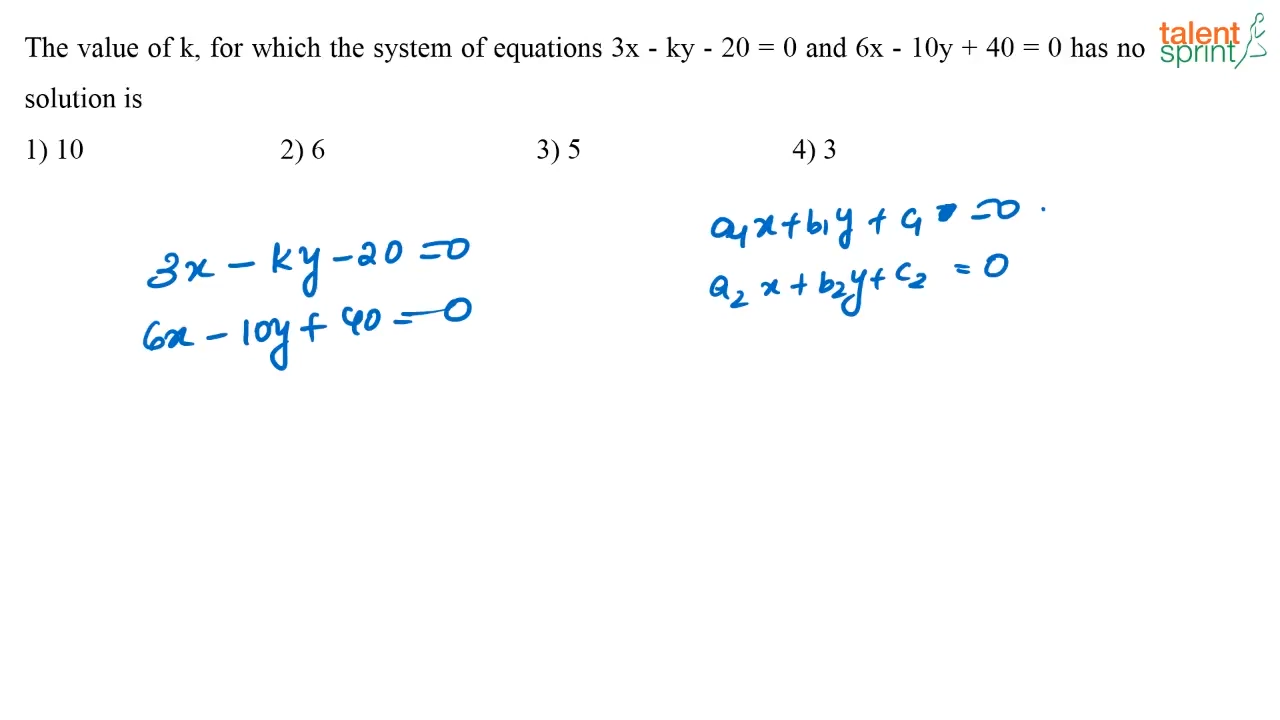 The value of k, for which the system of equations 3x - ky - 20 = 0 and 6x - 10y + 40 = 0 has no
solution is
1) 10 2) 6 3) 5 4) 3
talent
sprint
3x - ky - 20 = 0
6x - 10y + 40 = 0
a₁x + b₁y + c₁ = 0
a₂x + b₂y + c₂ = 0